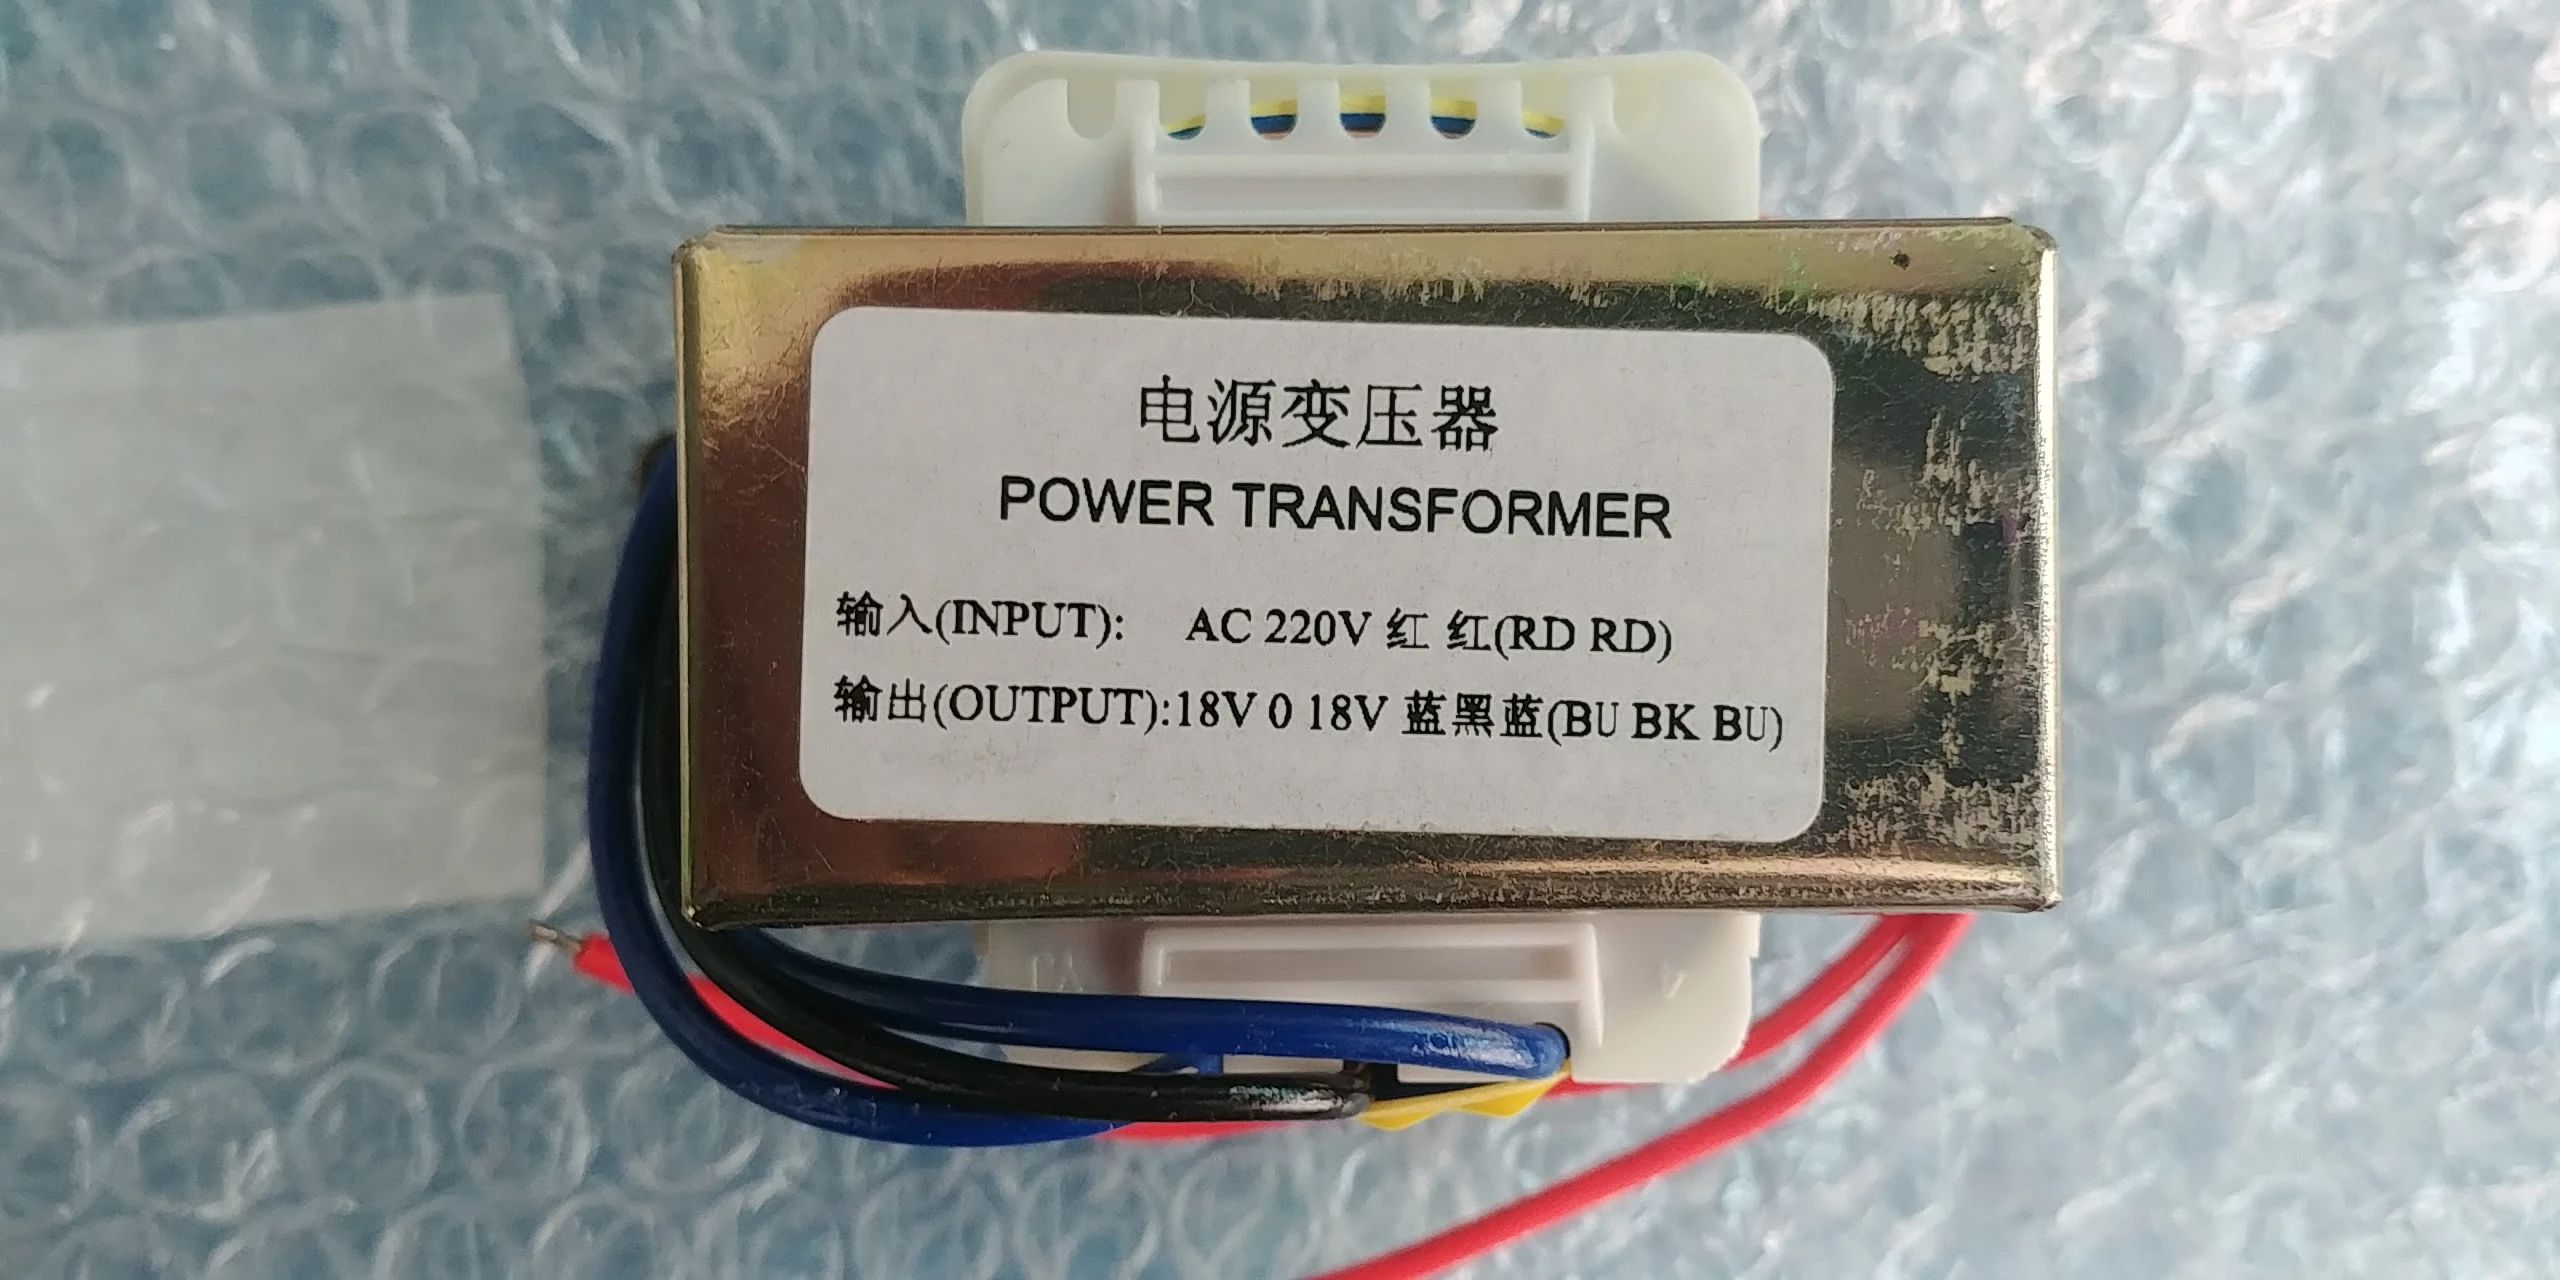 电源变压器
POWER TRANSFORMER
输入(INPUT): AC 220V 红 红(RD RD)
输出(OUTPUT):18V 0 18V 蓝黑蓝(BU BK BU)